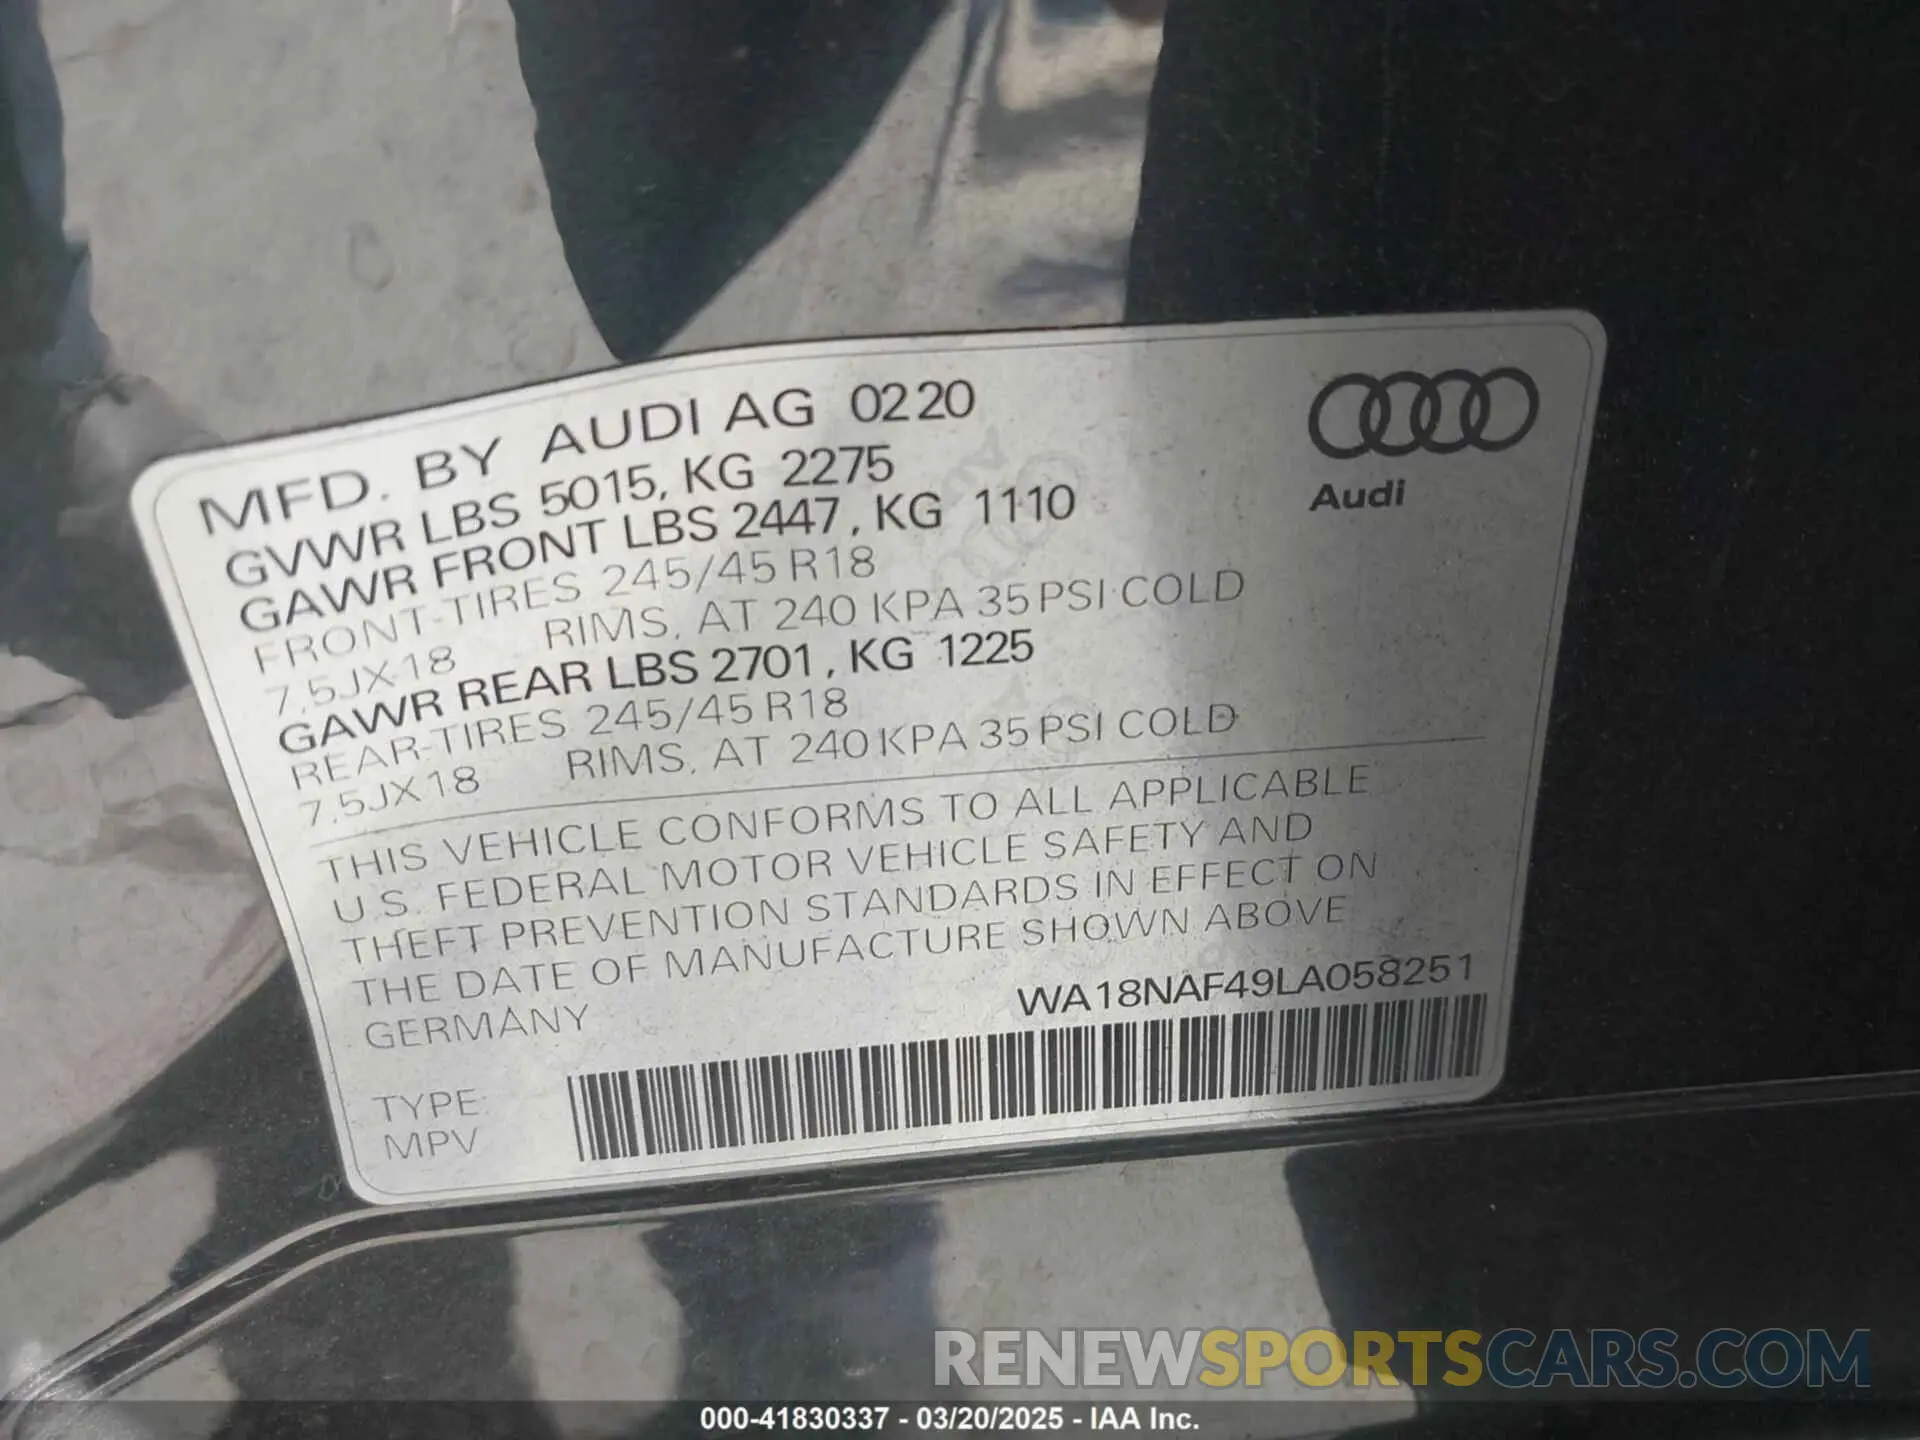 MFD. BY AUDI AG 0220
GVWR LBS 5015, KG 2275
GAWR FRONT LBS 2447, KG 1110
FRONT-TIRES 245/45 R18
7.5JX18 RIMS, AT 240 KPA 35 PSI COLD
GAWR REAR LBS 2701, KG 1225
REAR-TIRES 245/45 R18
7.5JX18 RIMS, AT 240 KPA 35 PSI COLD
Audi
THIS VEHICLE CONFORMS TO ALL APPLICABLE
U.S. FEDERAL MOTOR VEHICLE SAFETY AND
THEFT PREVENTION STANDARDS IN EFFECT ON
THE DATE OF MANUFACTURE SHOWN ABOVE
GERMANY
WA18NAF49LA058251
TYPE:
MPV
RENEWSPORTSCARS.COM
000-41830337 - 03/20/2025 - IAA Inc.